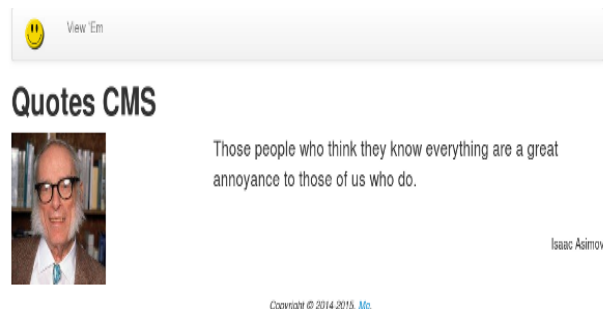 View 'Em
Quotes CMS
Those people who think they know everything are a great
annoyance to those of us who do.
Isaac Asimov
Copyright © 2014-2015, Me.